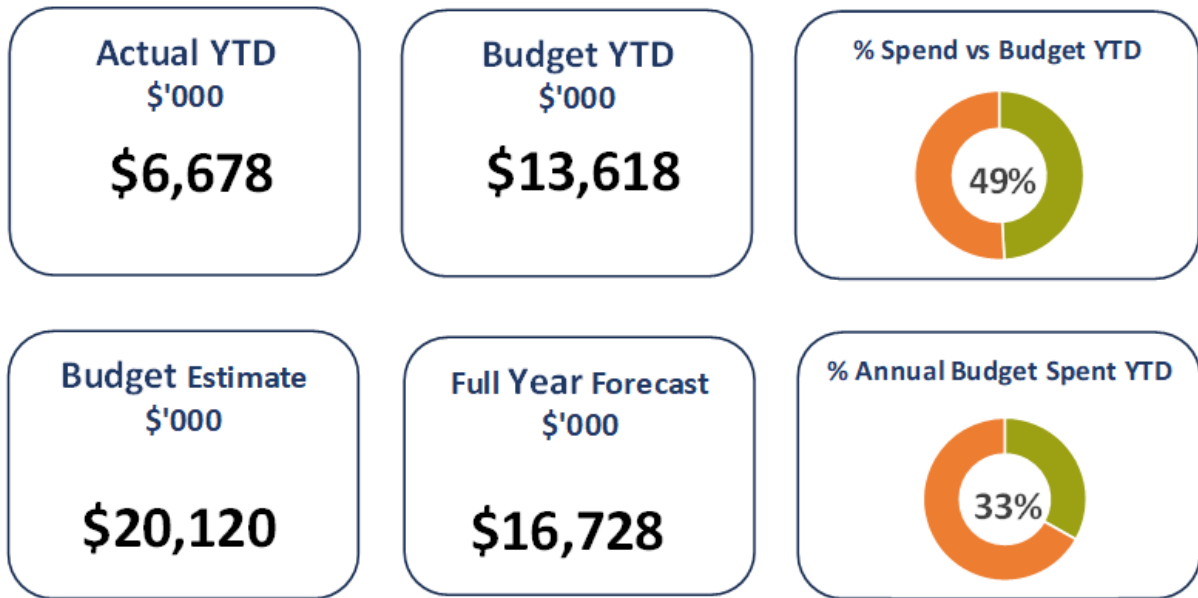 Actual YTD
$'000
$6,678
Budget YTD
$'000
$13,618
% Spend vs Budget YTD
49%
Budget Estimate
$'000
$20,120
Full Year Forecast
$'000
$16,728
% Annual Budget Spent YTD
33%